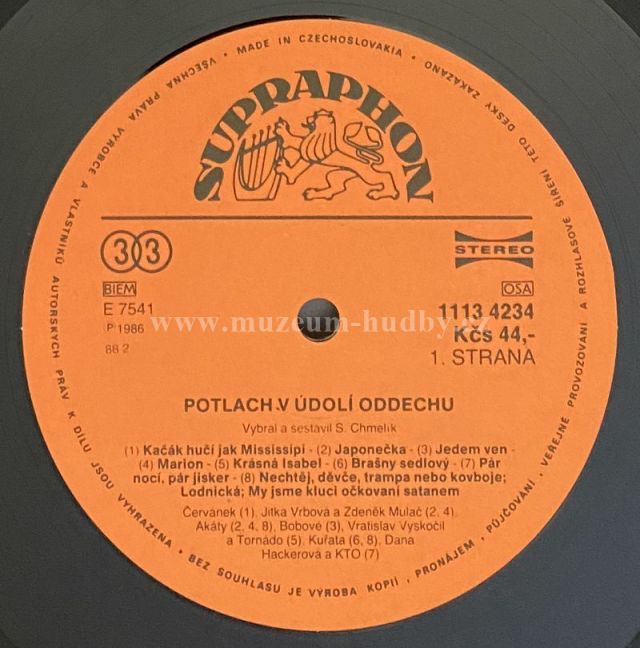 VŠECHNA PRÁVA VÝROBCE A VLASTNÍKŮ AUTORSKÝCH PRÁV K DÍLU JSOU VYHRAZENA • BEZ SOUHLASU JE VÝROBA KOPIÍ, PRONÁJEM, PŮJČOVÁNÍ, VEŘEJNÉ PROVOZOVÁNÍ A ROZHLASOVÉ ŠÍŘENÍ TÉTO DESKY ZAKÁZÁNO • MADE IN CZECHOSLOVAKIA •
SUPRAPHON
33
STEREO
BIEM
OSA
E 7541
1113 4234
www.muzeum-hudby.cz
P 1986
Kčs 44,-
88 2
1. STRANA
POTLACH V ÚDOLÍ ODDECHU
Vybral a sestavil S. Chmelík
(1) Kačák hučí jak Mississipi - (2) Japonečka - (3) Jedem ven -
(4) Marion - (5) Krásná Isabel - (6) Brašny sedlový - (7) Pár
nocí, pár jisker - (8) Nechtěj, děvče, trampa nebo kovboje;
Lodnická; My jsme kluci očkovaní satanem
Červánek (1). Jitka Vrbová a Zdeněk Mulač (2, 4).
Akáty (2, 4, 8), Bobové (3), Vratislav Vyskočil
a Tornádo (5). Kuřata (6, 8), Dana
Hackerová a KTO (7)